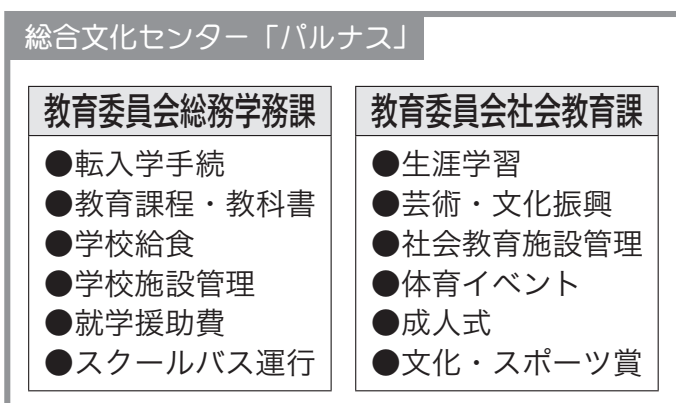 総合文化センター「パルナス」
教育委員会総務学務課
●転入学手続
●教育課程・教科書
●学校給食
●学校施設管理
●就学援助費
●スクールバス運行
教育委員会社会教育課
●生涯学習
●芸術・文化振興
●社会教育施設管理
●体育イベント
●成人式
●文化・スポーツ賞